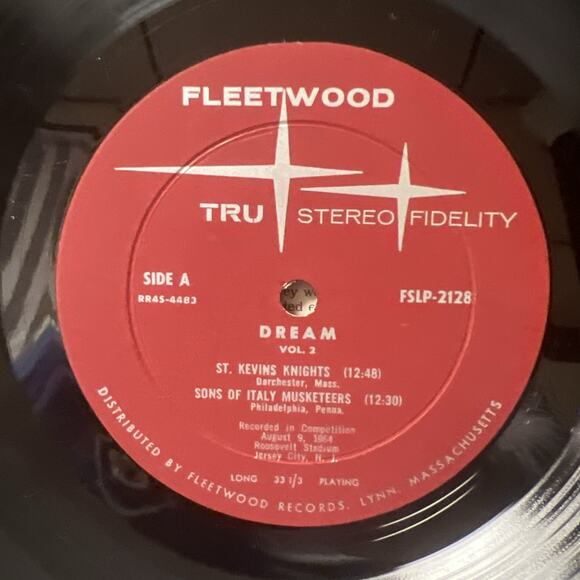 FLEETWOOD
TRU STEREO FIDELITY
SIDE A
RR4S-4483
FSLP-2128
DREAM
VOL. 2
ST. KEVINS KNIGHTS (12:48)
Dorchester, Mass.
SONS OF ITALY MUSKETEERS (12:30)
Philadelphia, Penna.
Recorded in Competition
August 9, 1964
Roosevelt Stadium
Jersey City, N. J.
LONG 33 1/3 PLAYING
DISTRIBUTED BY FLEETWOOD RECORDS, LYNN, MASSACHUSETTS